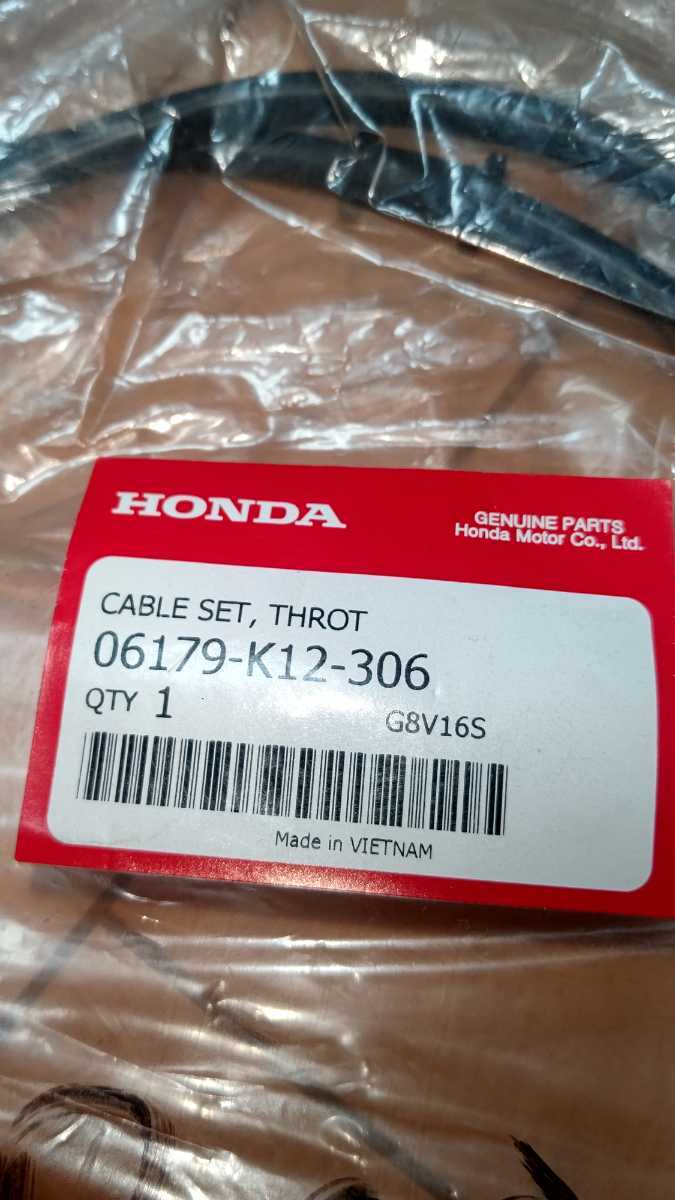 HONDA
GENUINE PARTS
Honda Motor Co., Ltd.
CABLE SET, THROT
06179-K12-306
QTY 1
G8V16S
Made in VIETNAM